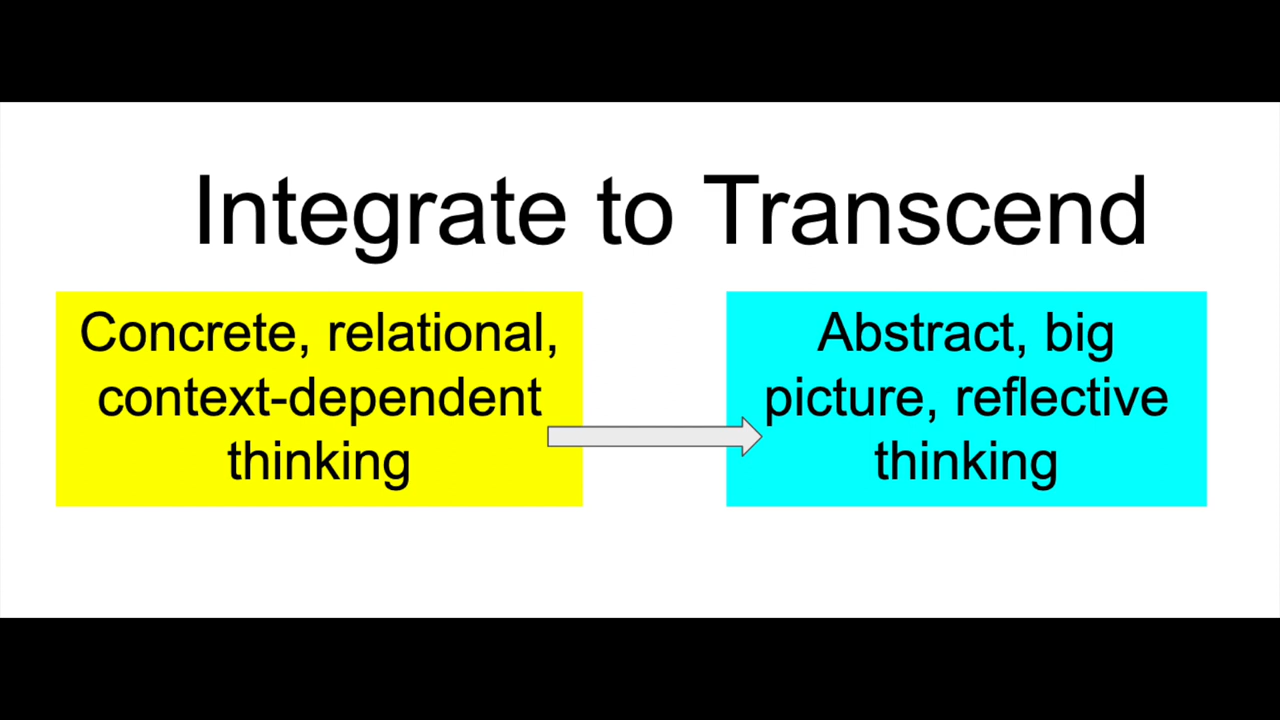 Integrate to Transcend
Concrete, relational,
context-dependent
thinking
Abstract, big
picture, reflective
thinking